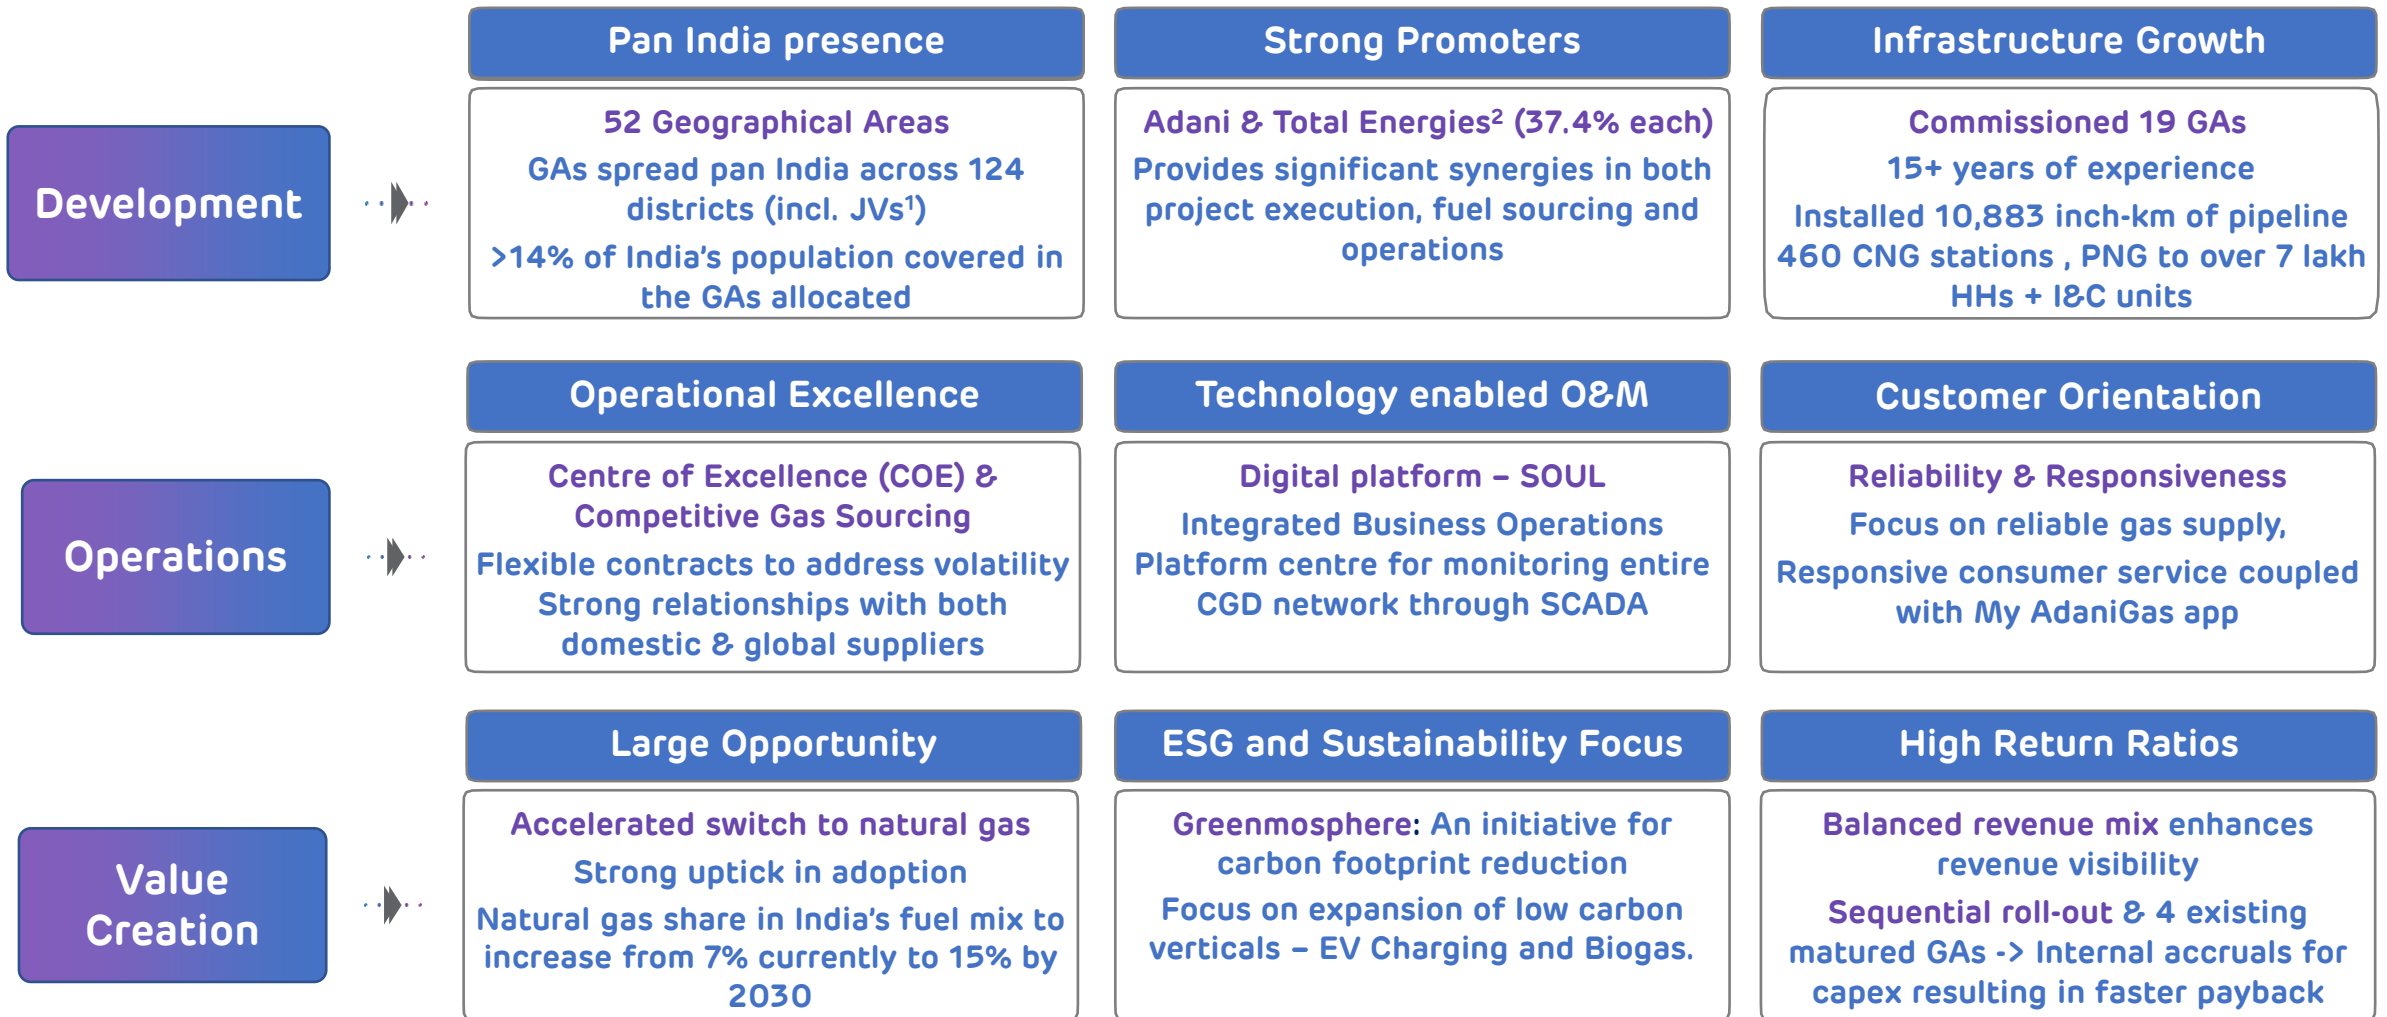 Pan India presence
Strong Promoters
Infrastructure Growth
Development
52 Geographical Areas
GAs spread pan India across 124
districts (incl. JVs¹)
>14% of India's population covered in
the GAs allocated
Adani & Total Energies² (37.4% each)
Provides significant synergies in both
project execution, fuel sourcing and
operations
Commissioned 19 GAs
15+ years of experience
Installed 10,883 inch-km of pipeline
460 CNG stations , PNG to over 7 lakh
HHs + I&C units
Operational Excellence
Technology enabled O&M
Customer Orientation
Operations
Centre of Excellence (COE) &
Competitive Gas Sourcing
Flexible contracts to address volatility
Strong relationships with both
domestic & global suppliers
Digital platform – SOUL
Integrated Business Operations
Platform centre for monitoring entire
CGD network through SCADA
Reliability & Responsiveness
Focus on reliable gas supply,
Responsive consumer service coupled
with My AdaniGas app
Large Opportunity
ESG and Sustainability Focus
High Return Ratios
Value
Creation
Accelerated switch to natural gas
Strong uptick in adoption
Natural gas share in India's fuel mix to
increase from 7% currently to 15% by
2030
Greenmosphere: An initiative for
carbon footprint reduction
Focus on expansion of low carbon
verticals – EV Charging and Biogas.
Balanced revenue mix enhances
revenue visibility
Sequential roll-out & 4 existing
matured GAs -> Internal accruals for
capex resulting in faster payback